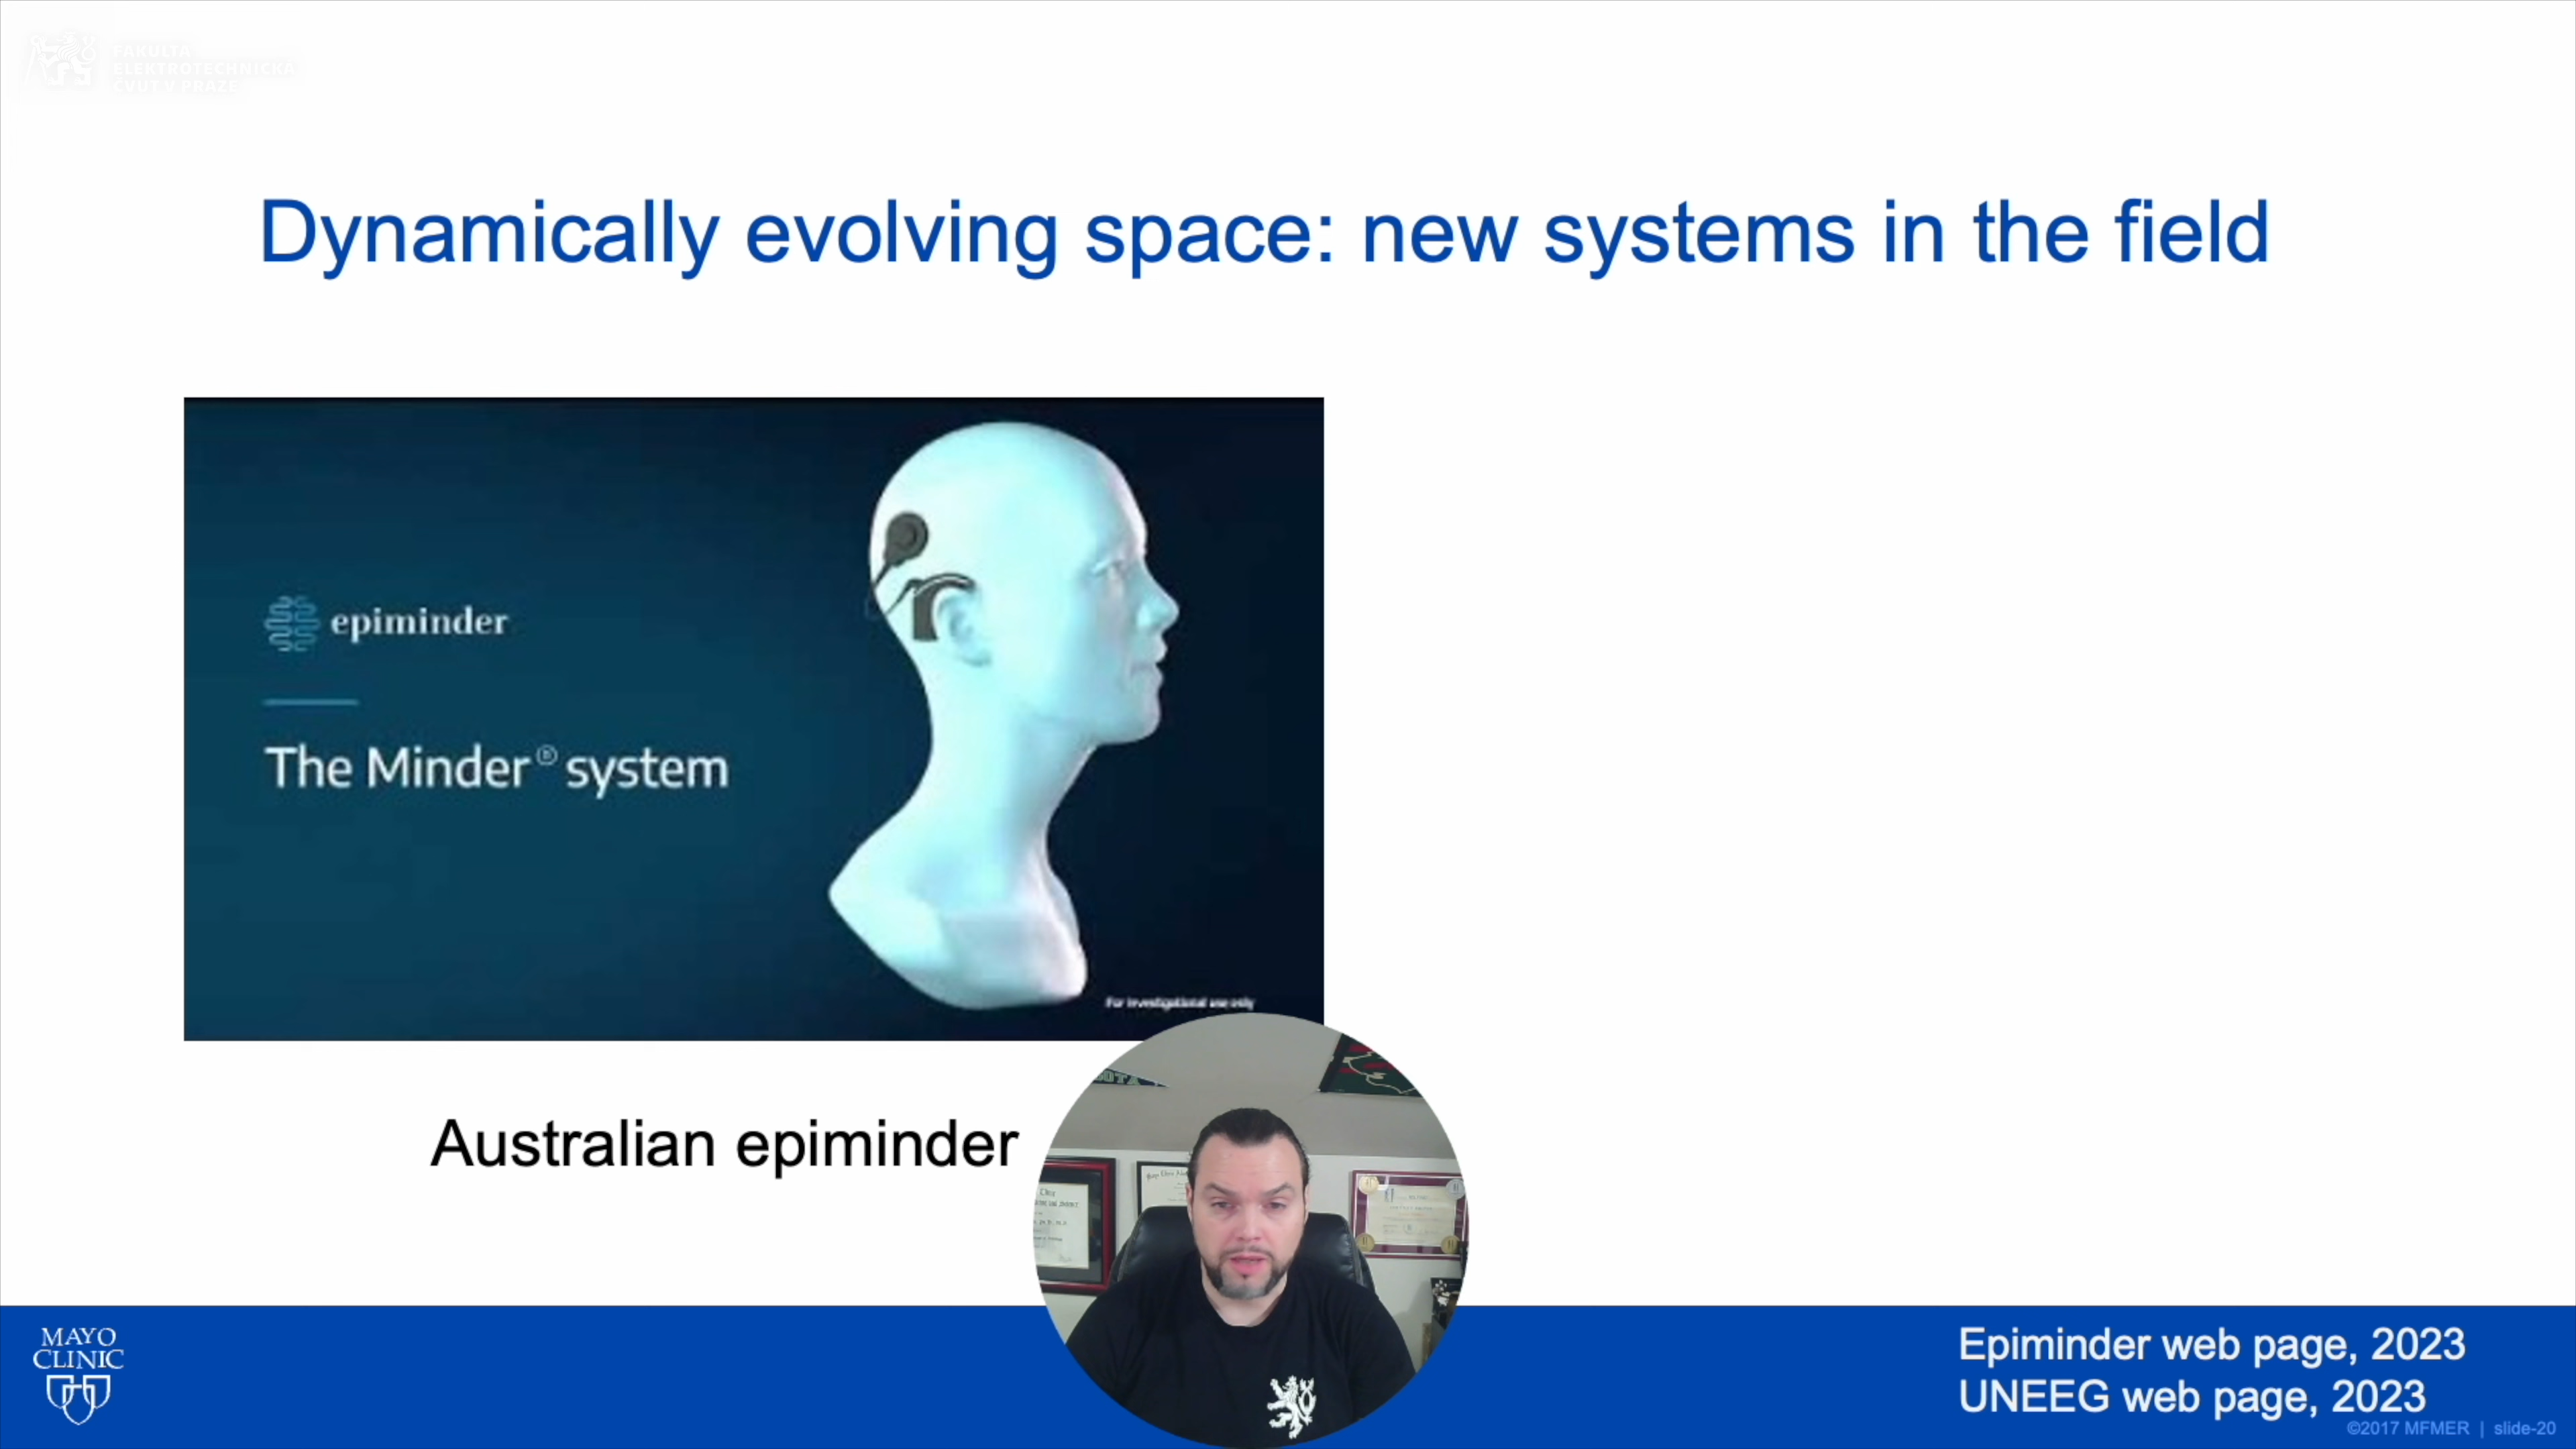 FAKULTA
ELEKTROTECHNICKÁ
ČVUT V PRAZE
Dynamically evolving space: new systems in the field
epiminder
The Minder® system
For investigational use only
Australian epiminder
MAYO
CLINIC
Epiminder web page, 2023
UNEEG web page, 2023
©2017 MFMER | slide-20